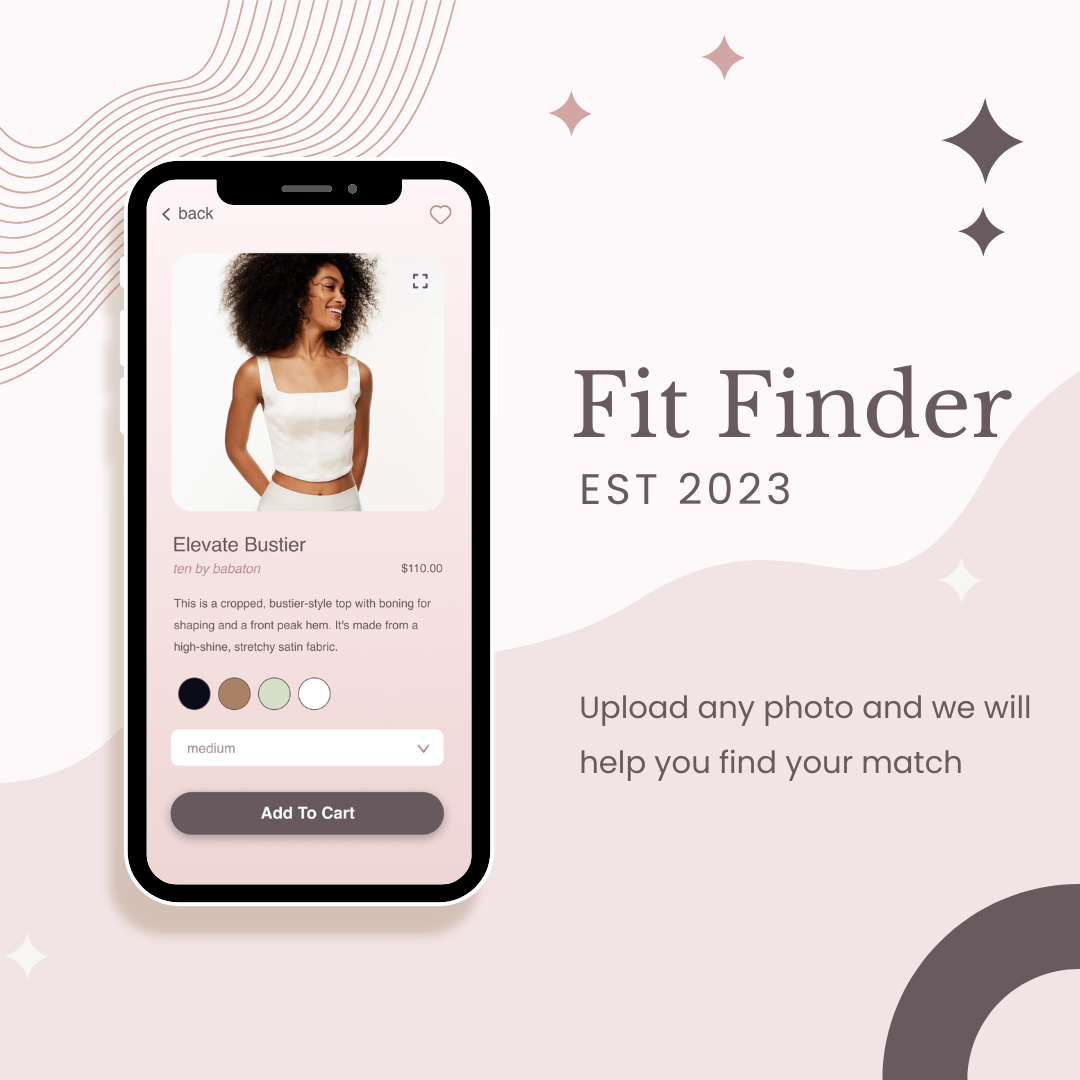 back
Elevate Bustier
ten by babaton
$110.00
This is a cropped, bustier-style top with boning for
shaping and a front peak hem. It's made from a
high-shine, stretchy satin fabric.
medium
Add To Cart
Fit Finder
EST 2023
Upload any photo and we will
help you find your match